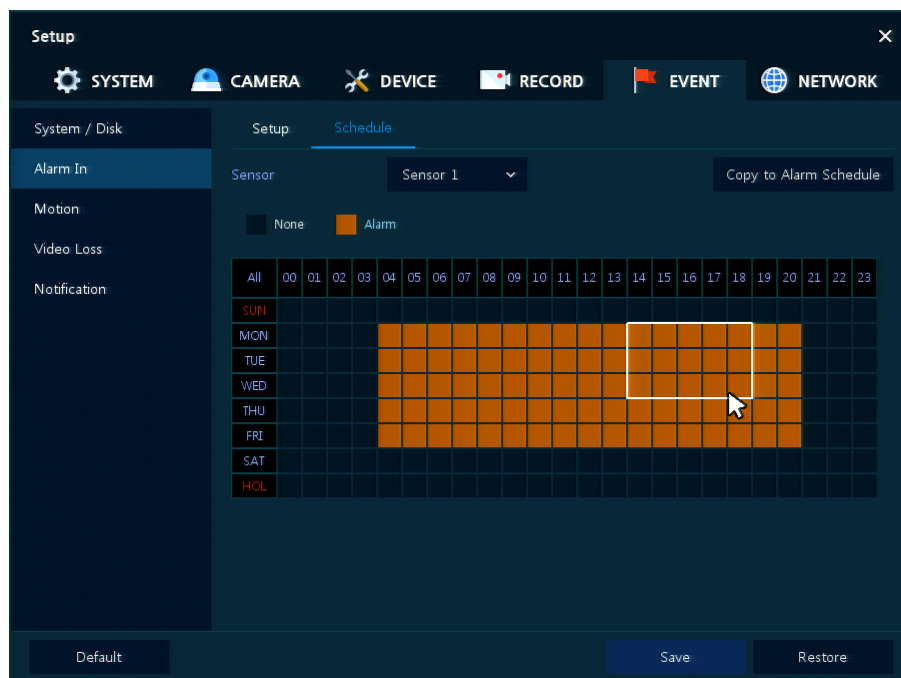 Setup
SYSTEM CAMERA DEVICE RECORD EVENT NETWORK
System / Disk
Alarm In
Motion
Video Loss
Notification
Setup Schedule
Sensor Sensor 1 Copy to Alarm Schedule
None Alarm
All 00 01 02 03 04 05 06 07 08 09 10 11 12 13 14 15 16 17 18 19 20 21 22 23
SUN
MON
TUE
WED
THU
FRI
SAT
HOL
Default Save Restore